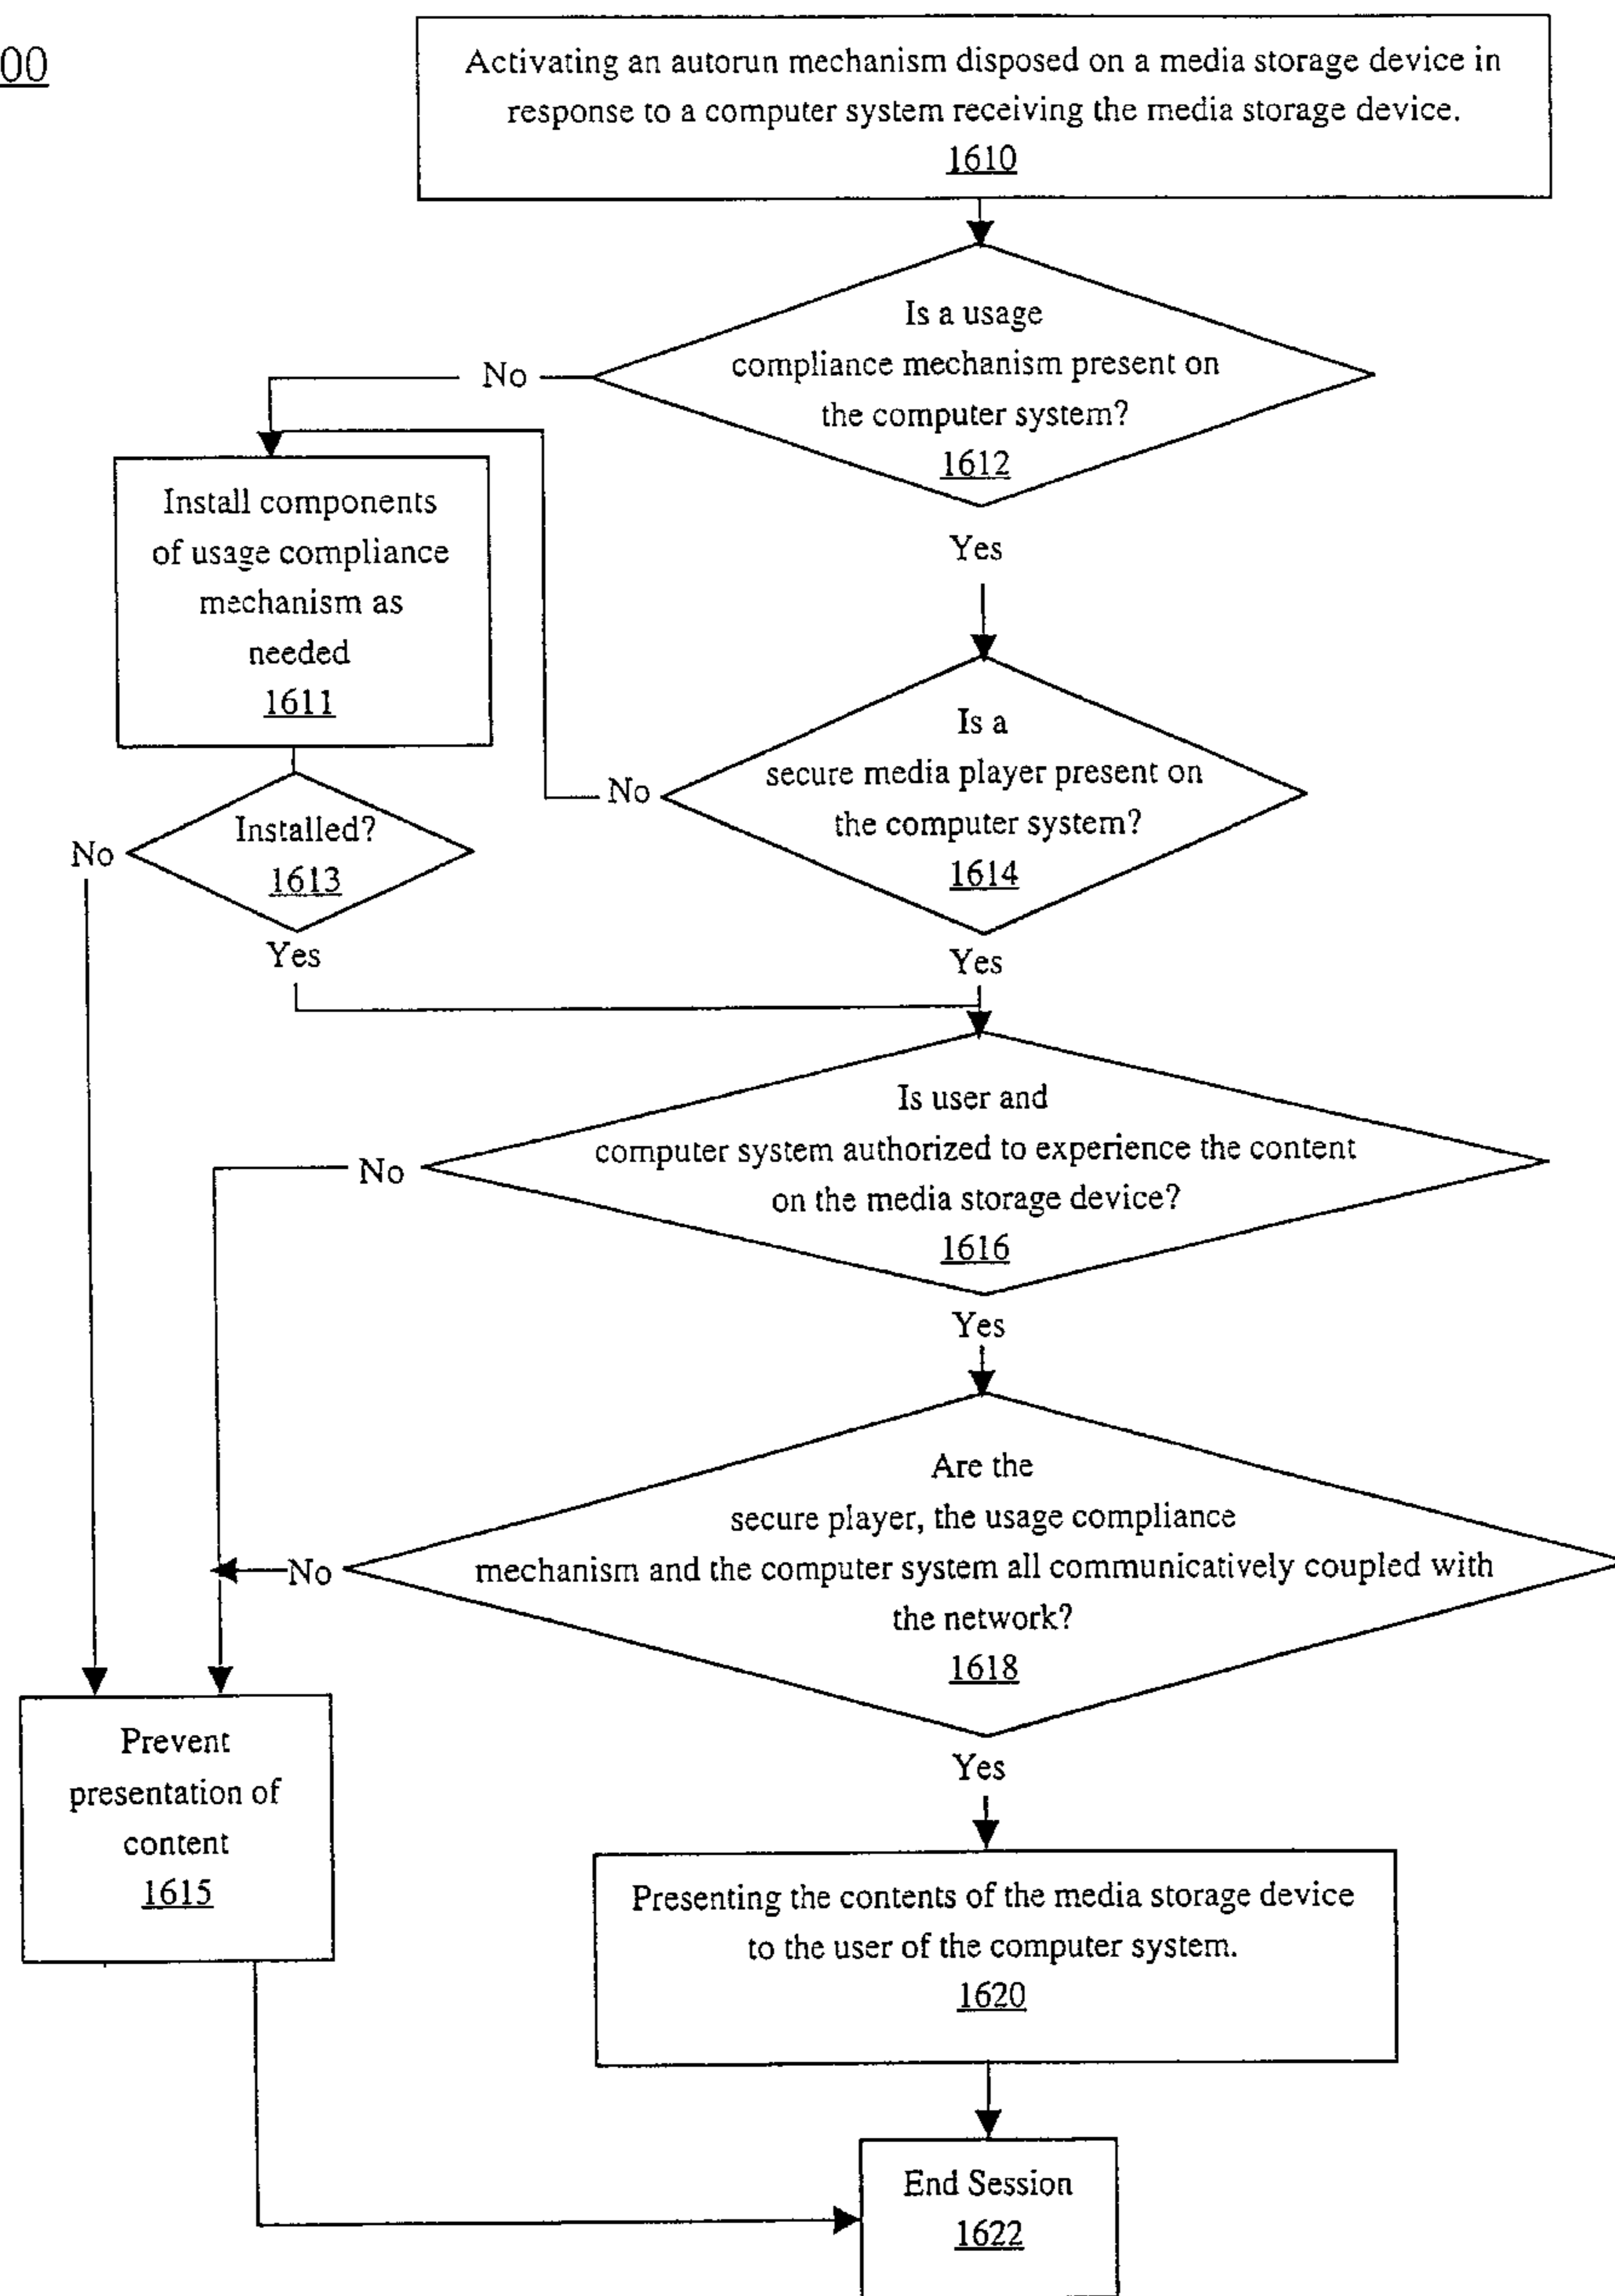 00
Activating an autorun mechanism disposed on a media storage device in
response to a computer system receiving the media storage device.
1610
Is a usage
compliance mechanism present on
the computer system?
1612
No
Yes
Install components
of usage compliance
mechanism as
needed
1611
Is a
secure media player present on
the computer system?
1614
No
Yes
Installed?
1613
No
Yes
Is user and
computer system authorized to experience the content
on the media storage device?
1616
No
Yes
Are the
secure player, the usage compliance
mechanism and the computer system all communicatively coupled with
the network?
1618
No
Yes
Prevent
presentation of
content
1615
Presenting the contents of the media storage device
to the user of the computer system.
1620
End Session
1622